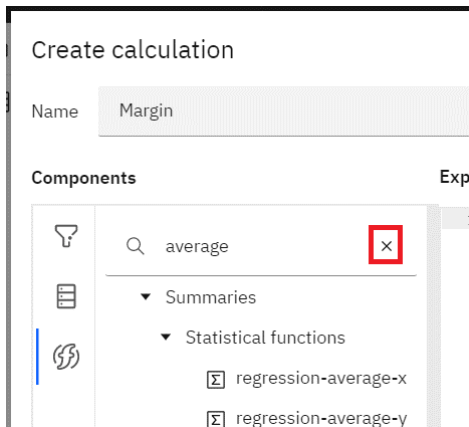 Create calculation
Name Margin
Components Exp
average
Summaries
Statistical functions
regression-average-x
regression-average-y